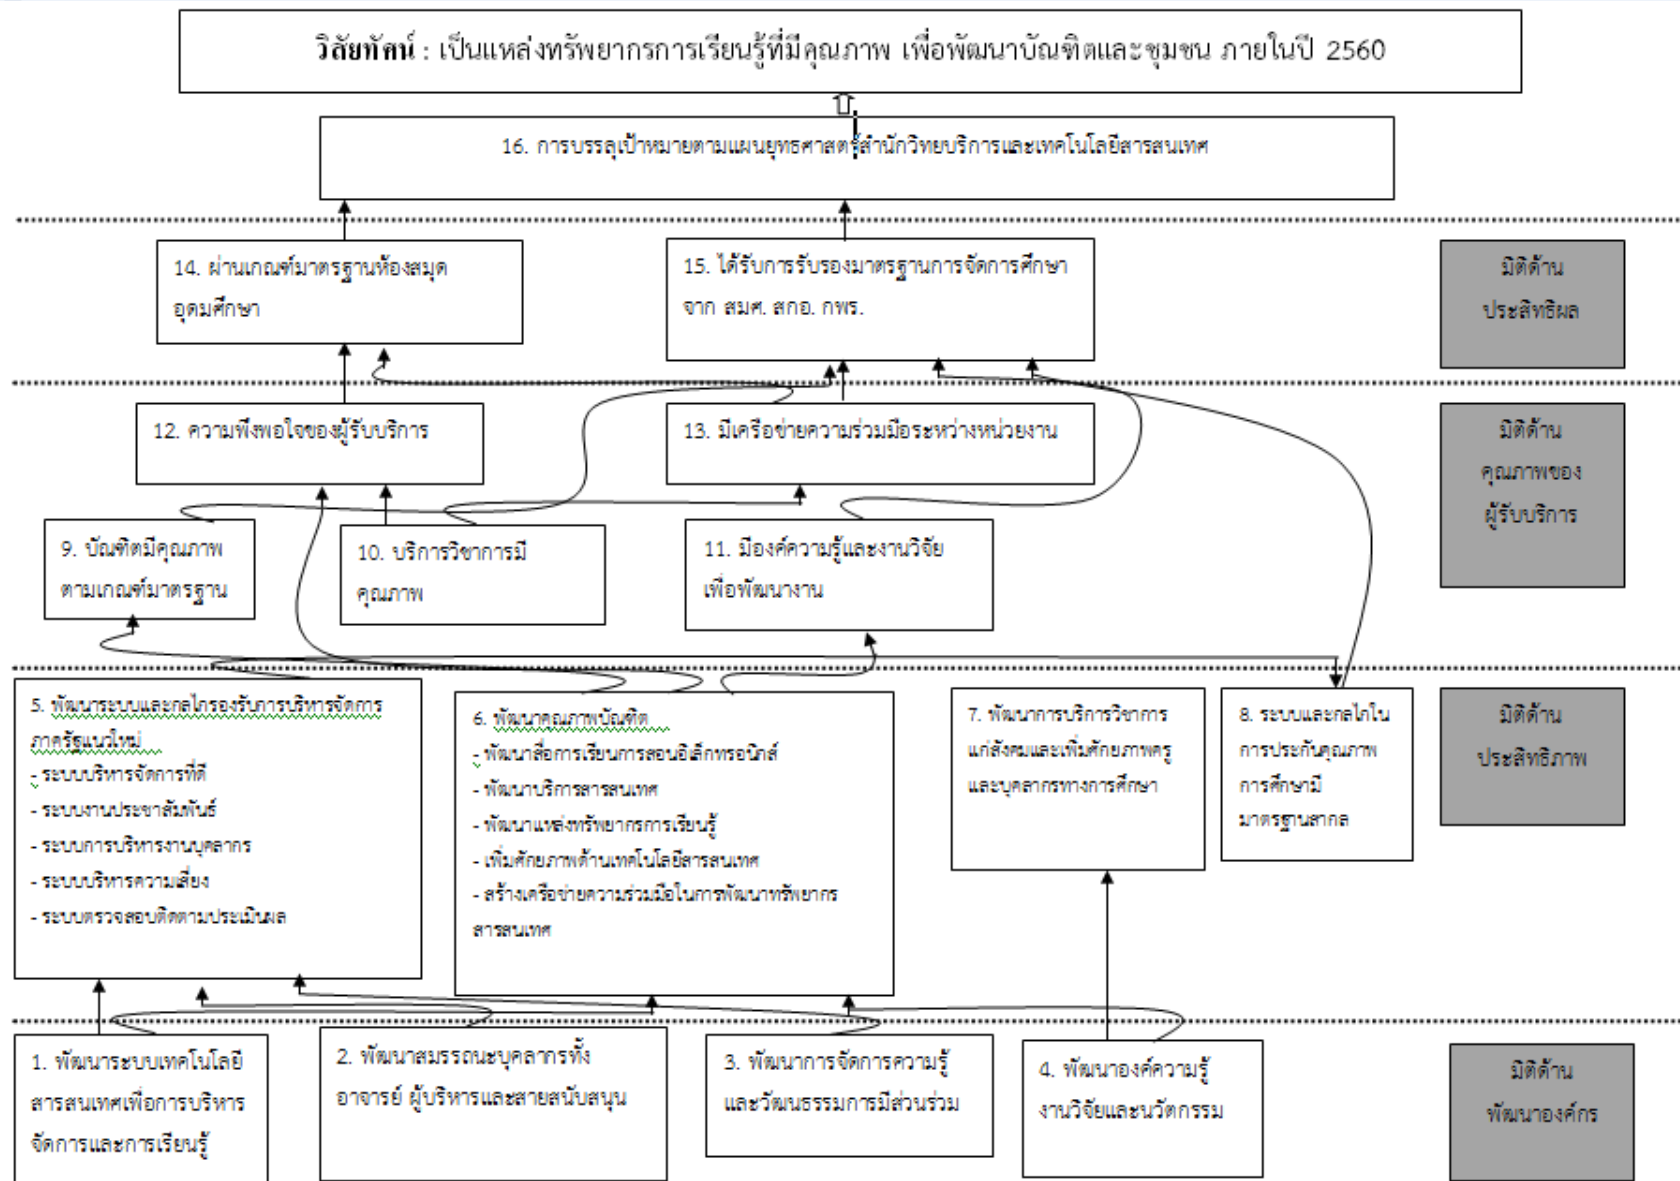 วิสัยทัศน์ : เป็นแหล่งทรัพยากรการเรียนรู้ที่มีคุณภาพ เพื่อพัฒนาบัณฑิตและชุมชน ภายในปี 2560
16. การบรรลุเป้าหมายตามแผนยุทธศาสตร์สำนักวิทยบริการและเทคโนโลยีสารสนเทศ
14. ผ่านเกณฑ์มาตรฐานห้องสมุด
อุดมศึกษา
15. ได้รับการรับรองมาตรฐานการจัดการศึกษา
จาก สมศ. สกอ. กพร.
มิติด้าน
ประสิทธิผล
12. ความพึงพอใจของผู้รับบริการ
13. มีเครือข่ายความร่วมมือระหว่างหน่วยงาน
มิติด้าน
คุณภาพของ
ผู้รับบริการ
9. บัณฑิตมีคุณภาพ
ตามเกณฑ์มาตรฐาน
10. บริการวิชาการมี
คุณภาพ
11. มีองค์ความรู้และงานวิจัย
เพื่อพัฒนางาน
5. พัฒนาระบบและกลไกรองรับการบริหารจัดการ
ภาครัฐแนวใหม่
- ระบบบริหารจัดการที่ดี
- ระบบงานประชาสัมพันธ์
- ระบบการบริหารงานบุคลากร
- ระบบบริหารความเสี่ยง
- ระบบตรวจสอบติดตามประเมินผล
6. พัฒนาคุณภาพบัณฑิต
- พัฒนาสื่อการเรียนการสอนอิเล็กทรอนิกส์
- พัฒนาบริการสารสนเทศ
- พัฒนาแหล่งทรัพยากรการเรียนรู้
- เพิ่มศักยภาพด้านเทคโนโลยีสารสนเทศ
- สร้างเครือข่ายความร่วมมือในการพัฒนาทรัพยากร
สารสนเทศ
7. พัฒนาการบริการวิชาการ
แก่สังคมและเพิ่มศักยภาพครู
และบุคลากรทางการศึกษา
8. ระบบและกลไกใน
การประกันคุณภาพ
การศึกษามี
มาตรฐานสากล
มิติด้าน
ประสิทธิภาพ
1. พัฒนาระบบเทคโนโลยี
สารสนเทศเพื่อการบริหาร
จัดการและการเรียนรู้
2. พัฒนาสมรรถนะบุคลากรทั้ง
อาจารย์ ผู้บริหารและสายสนับสนุน
3. พัฒนาการจัดการความรู้
และวัฒนธรรมการมีส่วนร่วม
4. พัฒนาองค์ความรู้
งานวิจัยและนวัตกรรม
มิติด้าน
พัฒนาองค์กร